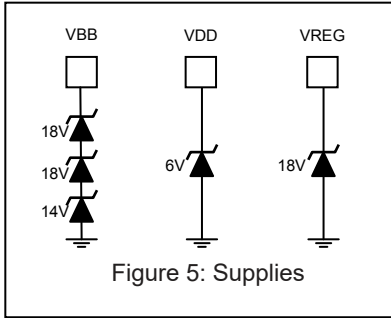 VBB VDD VREG
18V
18V 6V 18V
14V
Figure 5: Supplies